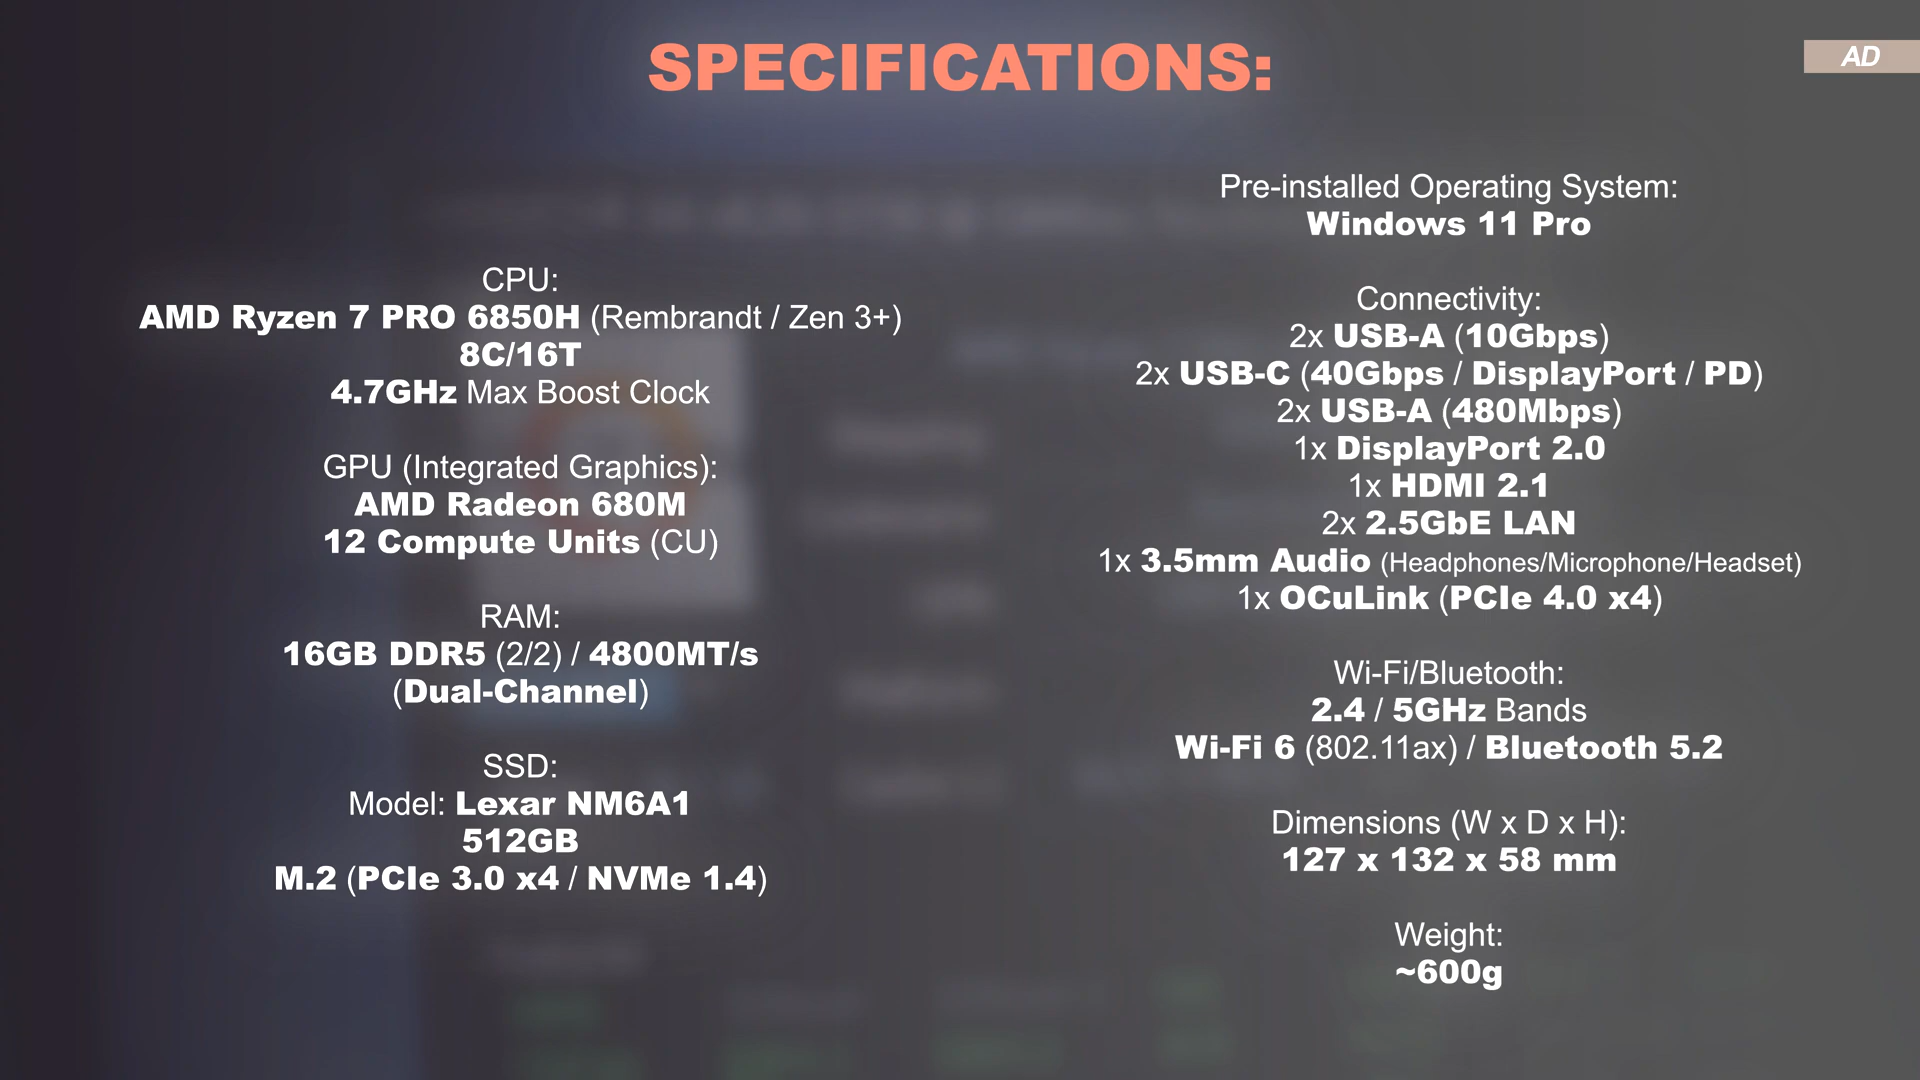 SPECIFICATIONS:
AD
CPU:
AMD Ryzen 7 PRO 6850H (Rembrandt / Zen 3+)
8C/16T
4.7GHz Max Boost Clock
GPU (Integrated Graphics):
AMD Radeon 680M
12 Compute Units (CU)
RAM:
16GB DDR5 (2/2) / 4800MT/s
(Dual-Channel)
SSD:
Model: Lexar NM6A1
512GB
M.2 (PCIe 3.0 x4 / NVMe 1.4)
Pre-installed Operating System:
Windows 11 Pro
Connectivity:
2x USB-A (10Gbps)
2x USB-C (40Gbps / DisplayPort / PD)
2x USB-A (480Mbps)
1x DisplayPort 2.0
1x HDMI 2.1
2x 2.5GbE LAN
1x 3.5mm Audio (Headphones/Microphone/Headset)
1x OCuLink (PCIe 4.0 x4)
Wi-Fi/Bluetooth:
2.4 / 5GHz Bands
Wi-Fi 6 (802.11ax) / Bluetooth 5.2
Dimensions (W x D x H):
127 x 132 x 58 mm
Weight:
~600g